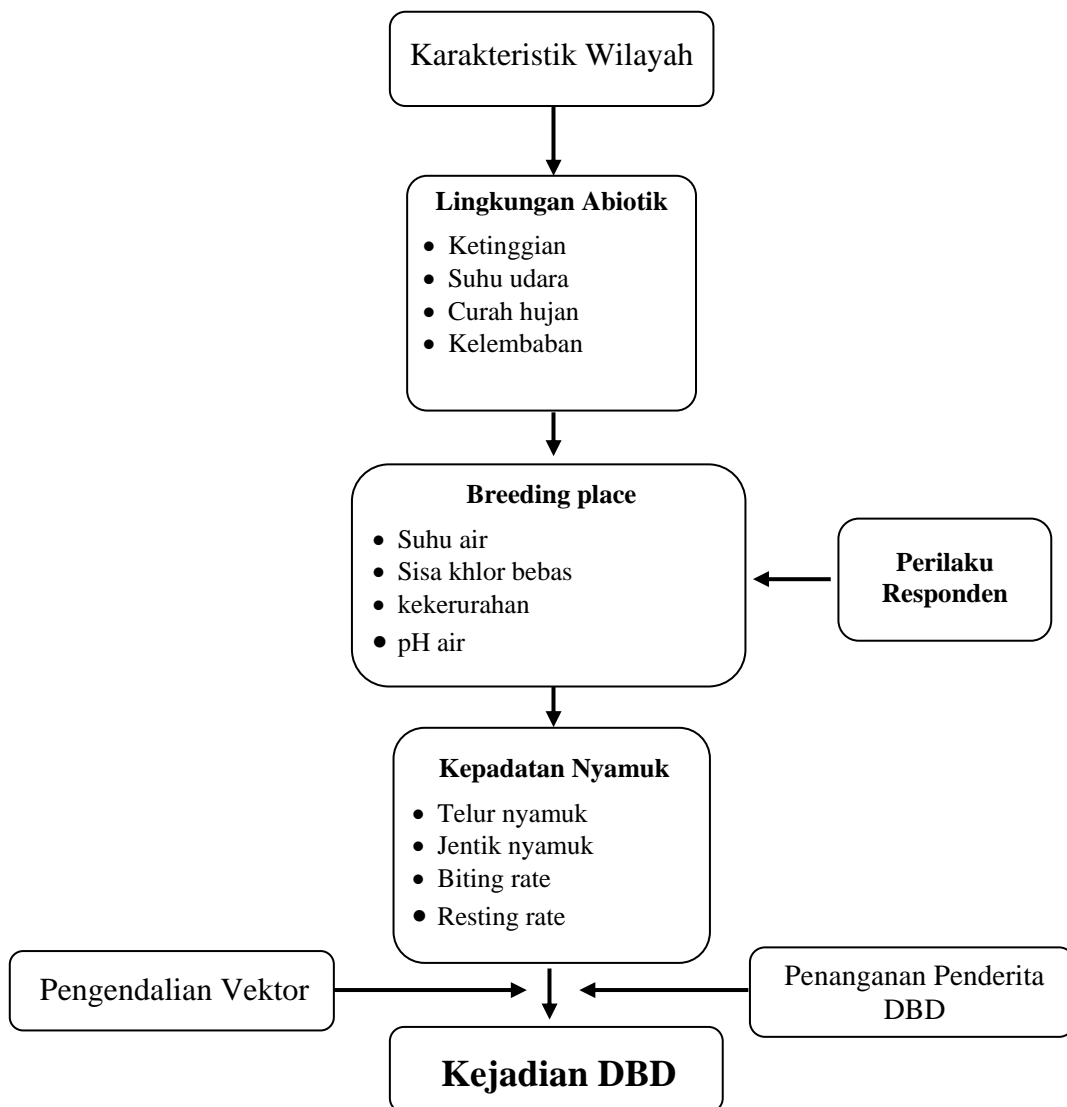 Karakteristik Wilayah
Lingkungan Abiotik
• Ketinggian
• Suhu udara
• Curah hujan
• Kelembaban
Breeding place
• Suhu air
• Sisa khlor bebas
• kekerurahan
• pH air
Perilaku
Responden
Kepadatan Nyamuk
• Telur nyamuk
• Jentik nyamuk
• Biting rate
• Resting rate
Pengendalian Vektor
Penanganan Penderita
DBD
Kejadian DBD